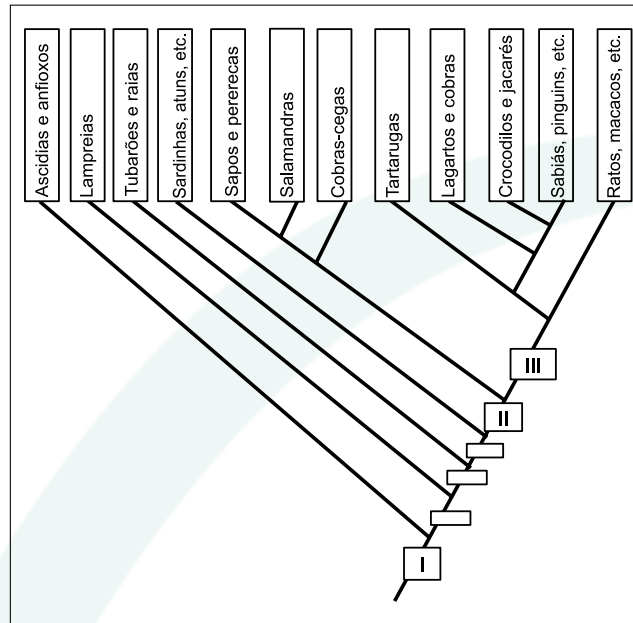 Ascidias e anfioxos
Lampreias
Tubarões e raias
Sardinhas, atuns, etc.
Sapos e pererecas
Salamandras
Cobras-cegas
Tartarugas
Lagartos e cobras
Crocodilos e jacarés
Sabiás, pinguins, etc.
Ratos, macacos, etc.
III
II
I